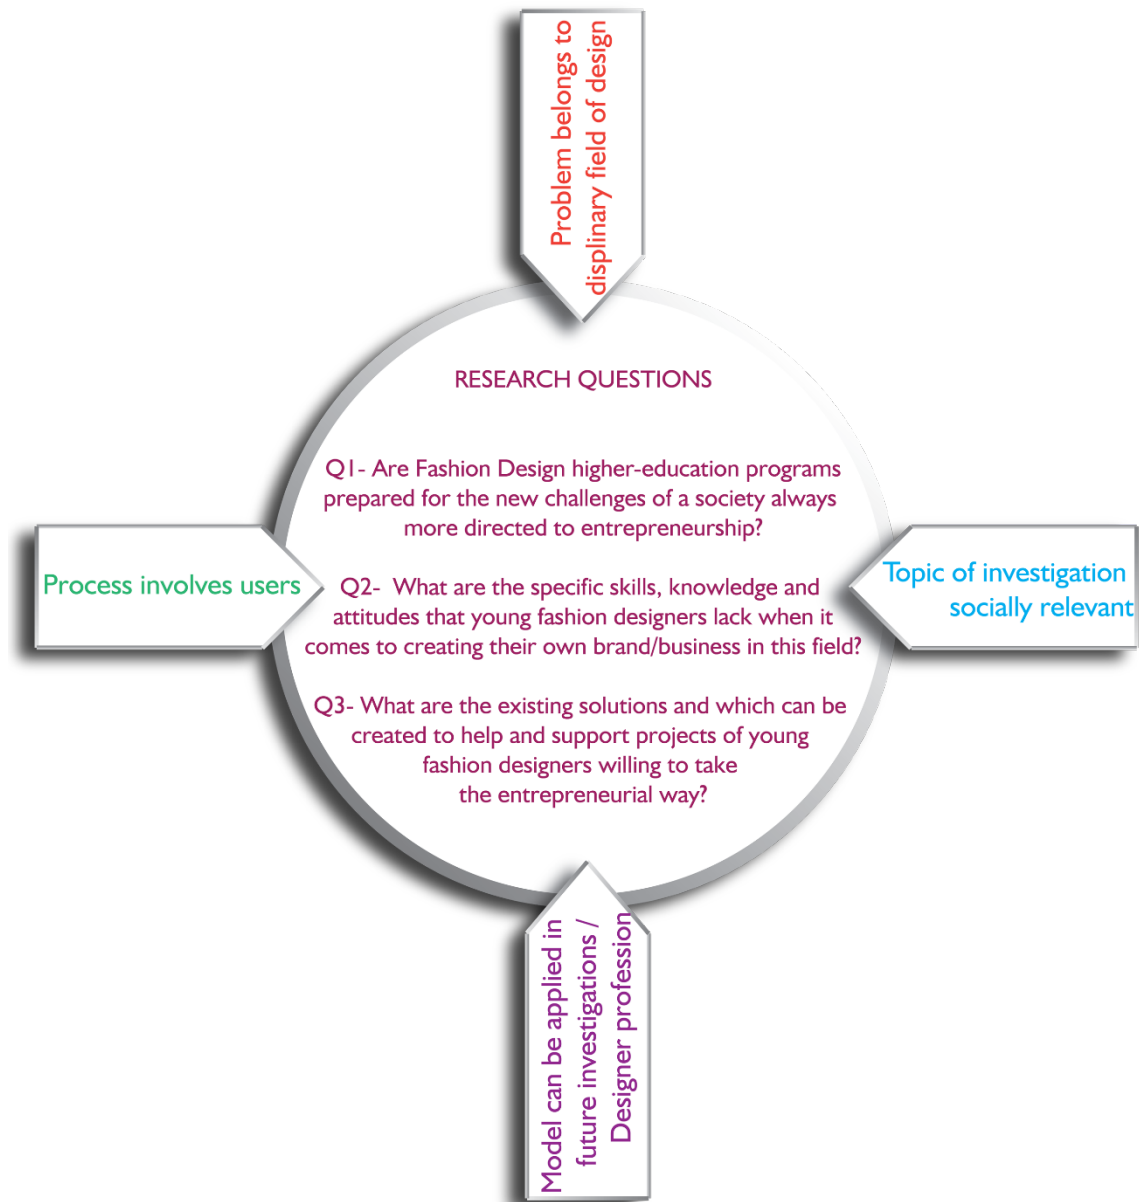 Problem belongs to
displinary field of design
RESEARCH QUESTIONS
Q1- Are Fashion Design higher-education programs
prepared for the new challenges of a society always
more directed to entrepreneurship?
Process involves users
Q2- What are the specific skills, knowledge and
attitudes that young fashion designers lack when it
comes to creating their own brand/business in this field?
Topic of investigation
socially relevant
Q3- What are the existing solutions and which can be
created to help and support projects of young
fashion designers willing to take
the entrepreneurial way?
Model can be applied in
future investigations /
Designer profession